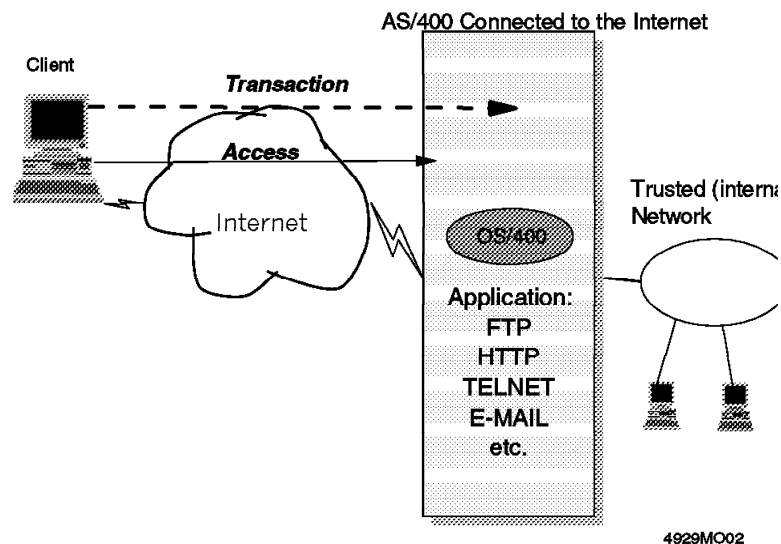 AS/400 Connected to the Internet
Client
Transaction
Access
Internet
Trusted (interna
Network
OS/400
Application:
FTP
HTTP
TELNET
E-MAIL
etc.
4929MO02